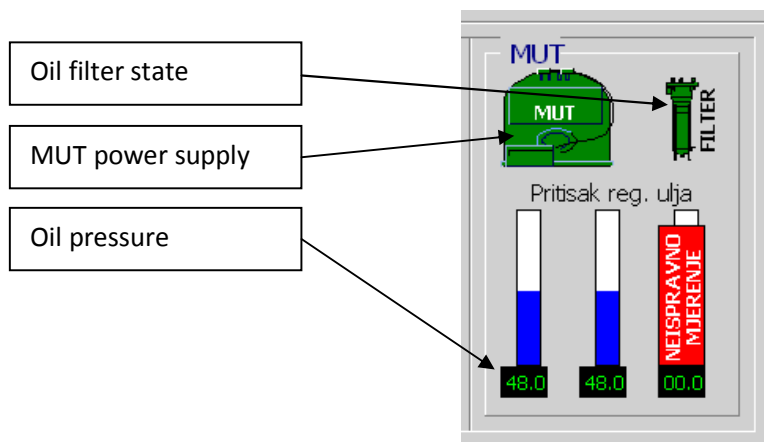 Oil filter state
MUT power supply
Oil pressure
MUT
MUT
FILTER
Pritisak reg. ulja
NEISPRAVNO
MJERENJE
48.0
48.0
00.0